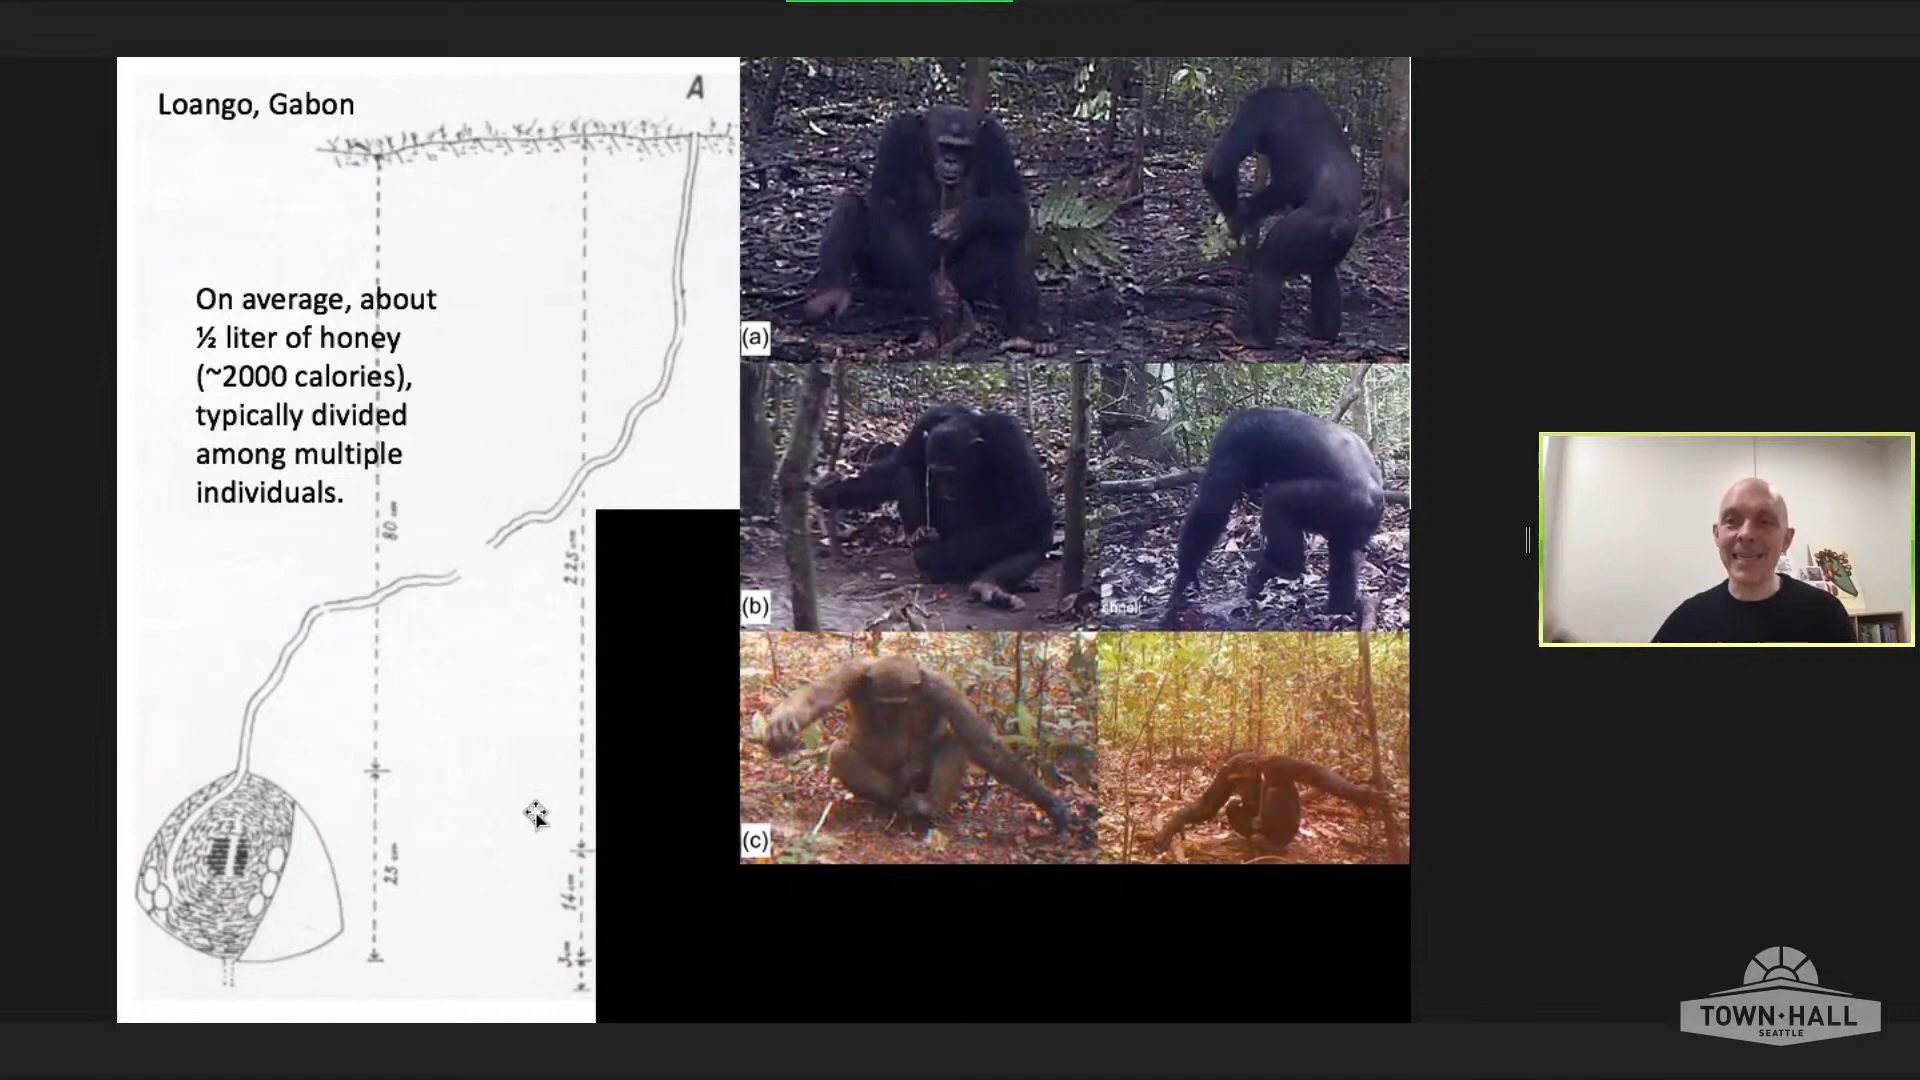 Loango, Gabon
A
On average, about
½ liter of honey
(~2000 calories),
typically divided
among multiple
individuals.
80 cm
225 cm
25 cm
14 cm
3 cm
(a)
(b)
(c)
TOWN·HALL
SEATTLE